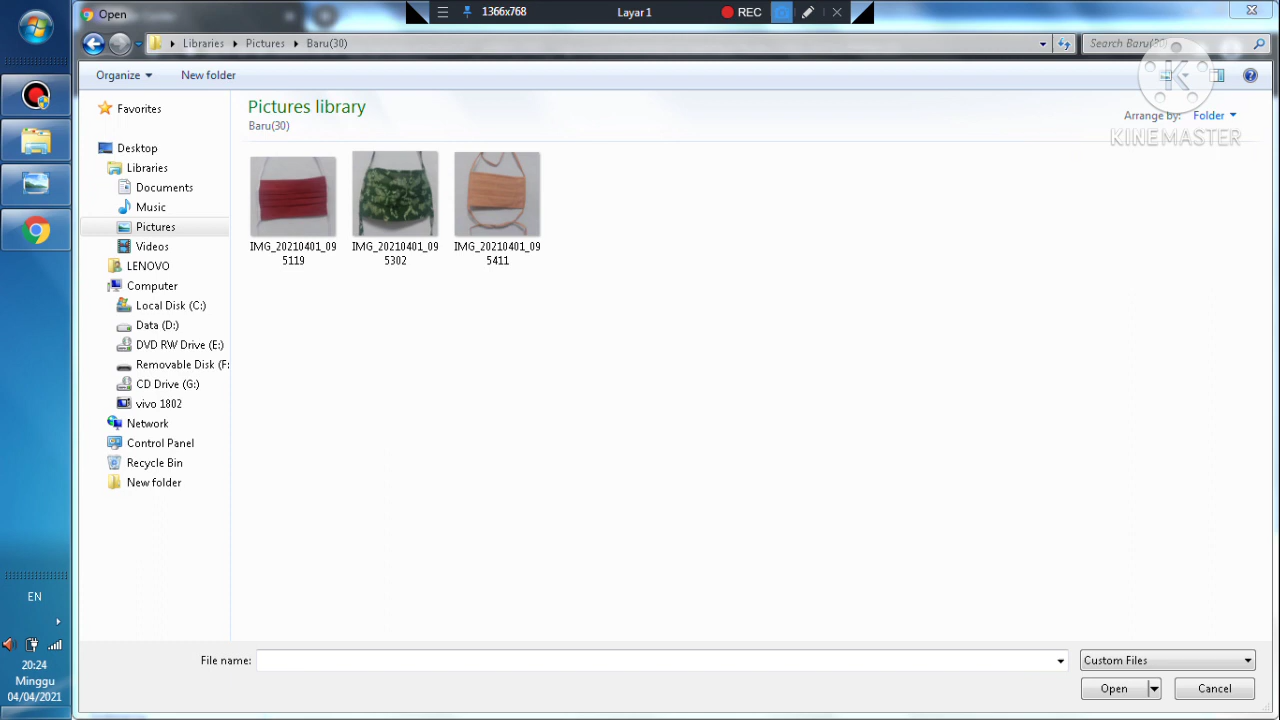 1366x768
Layar 1
REC
Open
Libraries
Pictures
Baru(30)
Search Baru(30)
Organize
New folder
K
KINEMASTER
Pictures library
Baru(30)
Arrange by:
Folder
Favorites
Desktop
Libraries
Documents
Music
Pictures
Videos
LENOVO
Computer
Local Disk (C:)
Data (D:)
DVD RW Drive (E:)
Removable Disk (F:
CD Drive (G:)
vivo 1802
Network
Control Panel
Recycle Bin
New folder
IMG_20210401_09
5119
IMG_20210401_09
5302
IMG_20210401_09
5411
EN
20:24
Minggu
04/04/2021
File name:
Custom Files
Open
Cancel